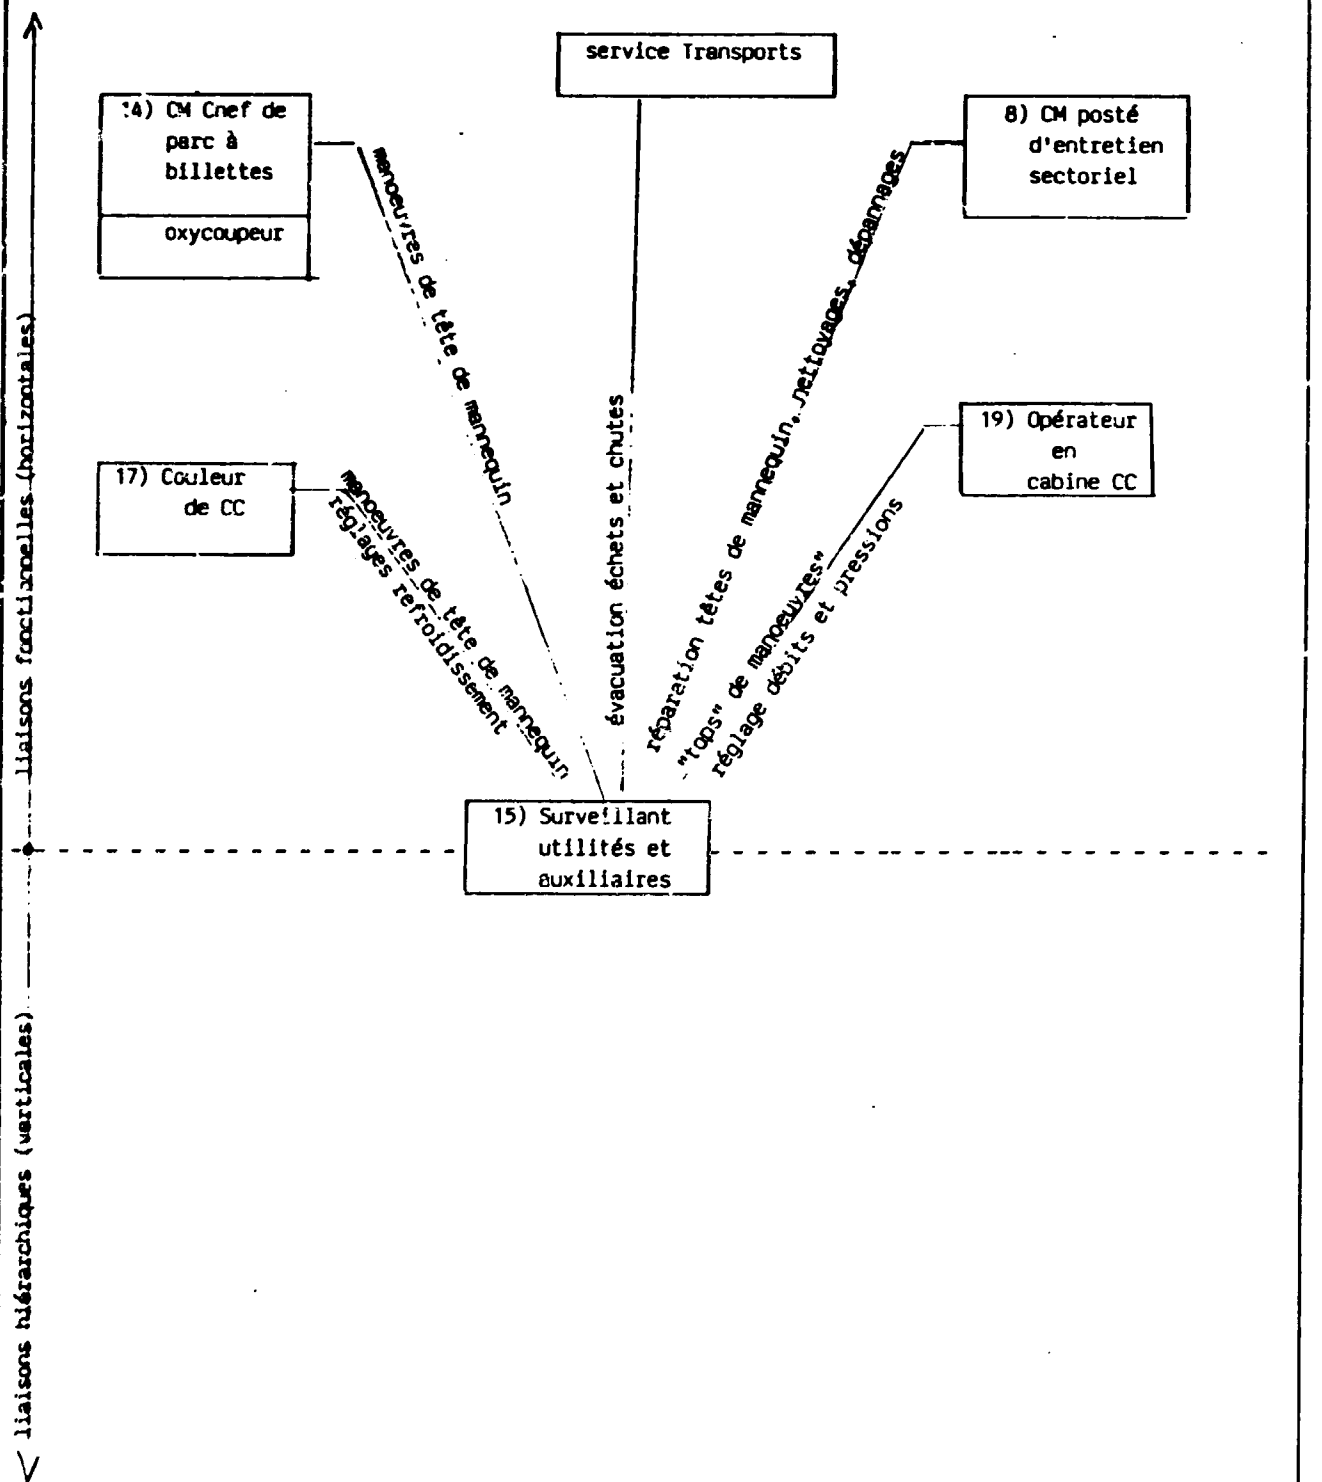 service Transports
14) CM Chef de
parc à
billettes
oxycoupeur
8) CM posté
d'entretien
sectoriel
manoeuvres de tête de mannequin
évacuation échets et chutes
réparation têtes de mannequin, nettoyages, dépannages
17) Couleur
de CC
manoeuvres de tête de mannequin
réglages refroidissement
19) Opérateur
en
cabine CC
"tops" de manoeuvres"
réglage débits et pressions
15) Surveillant
utilités et
auxiliaires
liaisons fonctionnelles (horizontales)
liaisons hiérarchiques (verticales)